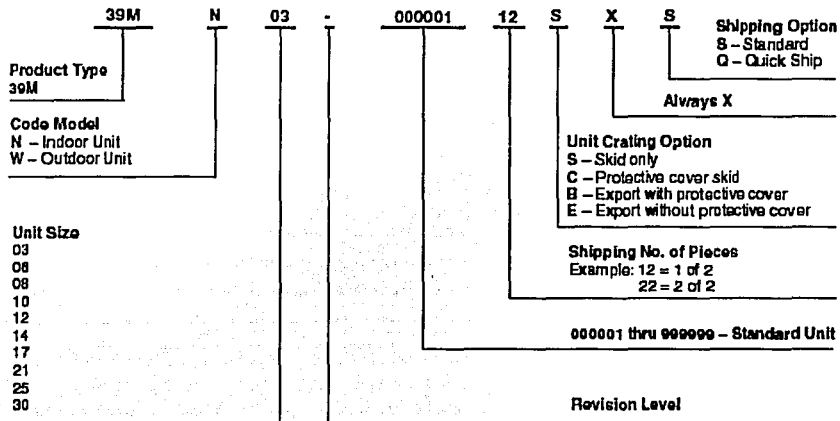 39M N 03 - 000001 12 S X S
Shipping Option
S – Standard
Q – Quick Ship
Product Type
39M
Always X
Code Model
N – Indoor Unit
W – Outdoor Unit
Unit Crating Option
S – Skid only
C – Protective cover skid
B – Export with protective cover
E – Export without protective cover
Unit Size
03
06
08
10
12
14
17
21
25
30
Shipping No. of Pieces
Example: 12 = 1 of 2
22 = 2 of 2
000001 thru 999999 – Standard Unit
Revision Level